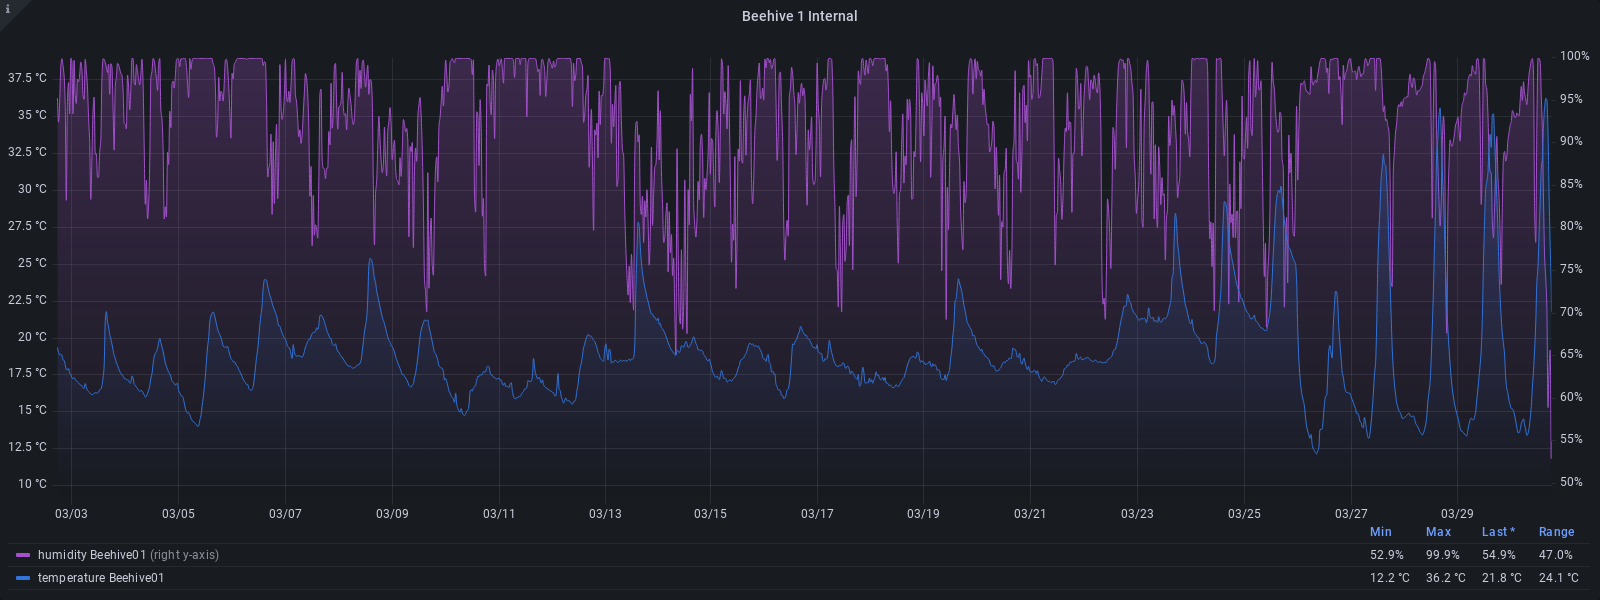 i
Beehive 1 Internal
37.5 °C
35 °C
32.5 °C
30 °C
27.5 °C
25 °C
22.5 °C
20 °C
17.5 °C
15 °C
12.5 °C
10 °C
100%
95%
90%
85%
80%
75%
70%
65%
60%
55%
50%
03/03 03/05 03/07 03/09 03/11 03/13 03/15 03/17 03/19 03/21 03/23 03/25 03/27 03/29
Min Max Last * Range
humidity Beehive01 (right y-axis) 52.9% 99.9% 54.9% 47.0%
temperature Beehive01 12.2 °C 36.2 °C 21.8 °C 24.1 °C